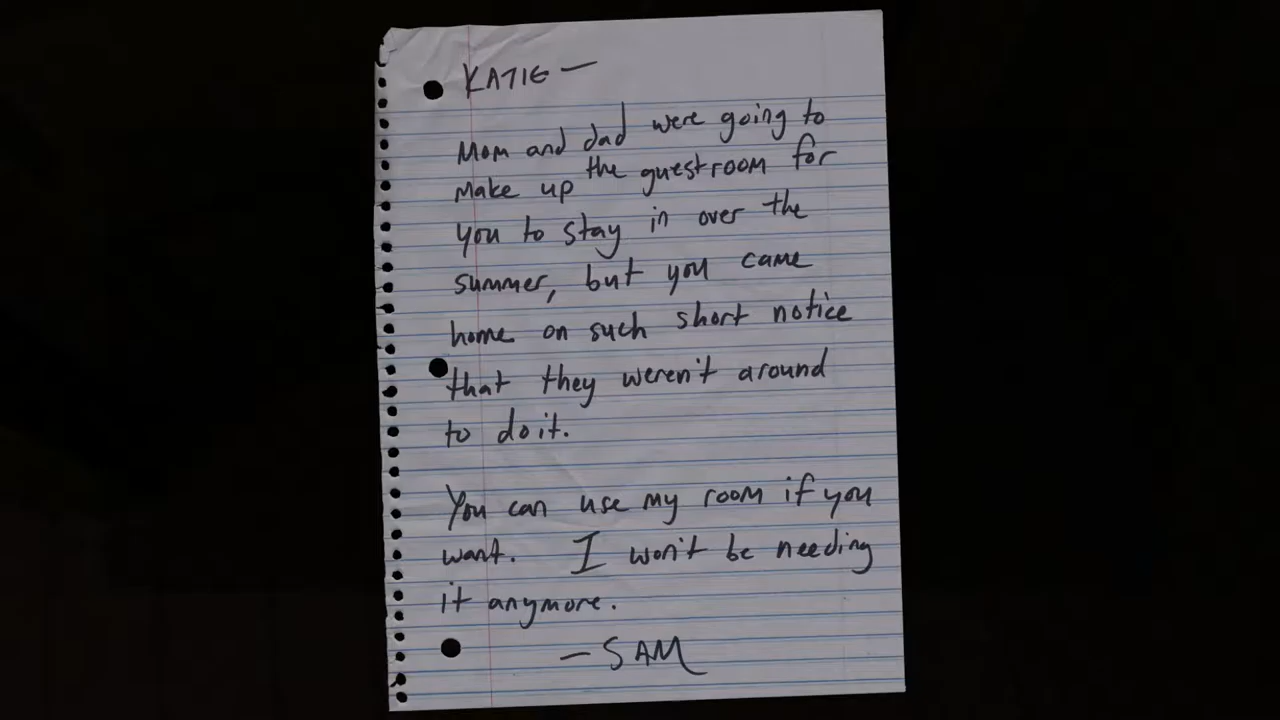 KATIE —
Mom and dad were going to
make up the guestroom for
you to stay in over the
summer, but you came
home on such short notice
that they weren't around
to do it.
You can use my room if you
want. I won't be needing
it anymore.
— SAM